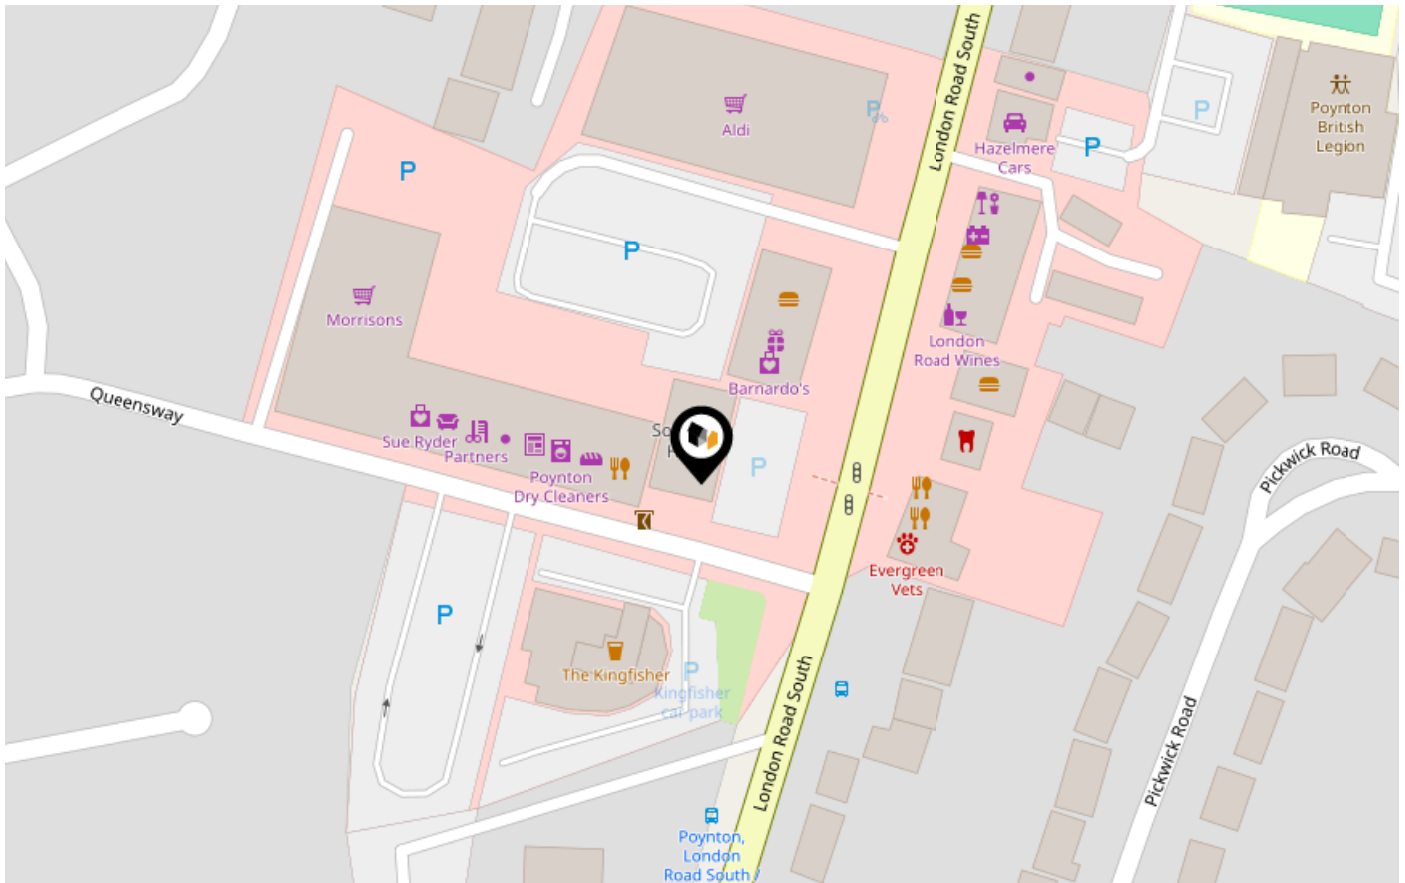 London Road South
Aldi
P
P
P
P
P
Hazelmere
Cars
Poynton
British
Legion
P
Morrisons
London
Road Wines
Barnardo's
Queensway
Sue Ryder
Partners
Poynton
Dry Cleaners
P
Pickwick Road
Evergreen
Vets
P
The Kingfisher
P
Kingfisher
car park
London Road South
Pickwick Road
Poynton,
London
Road South /